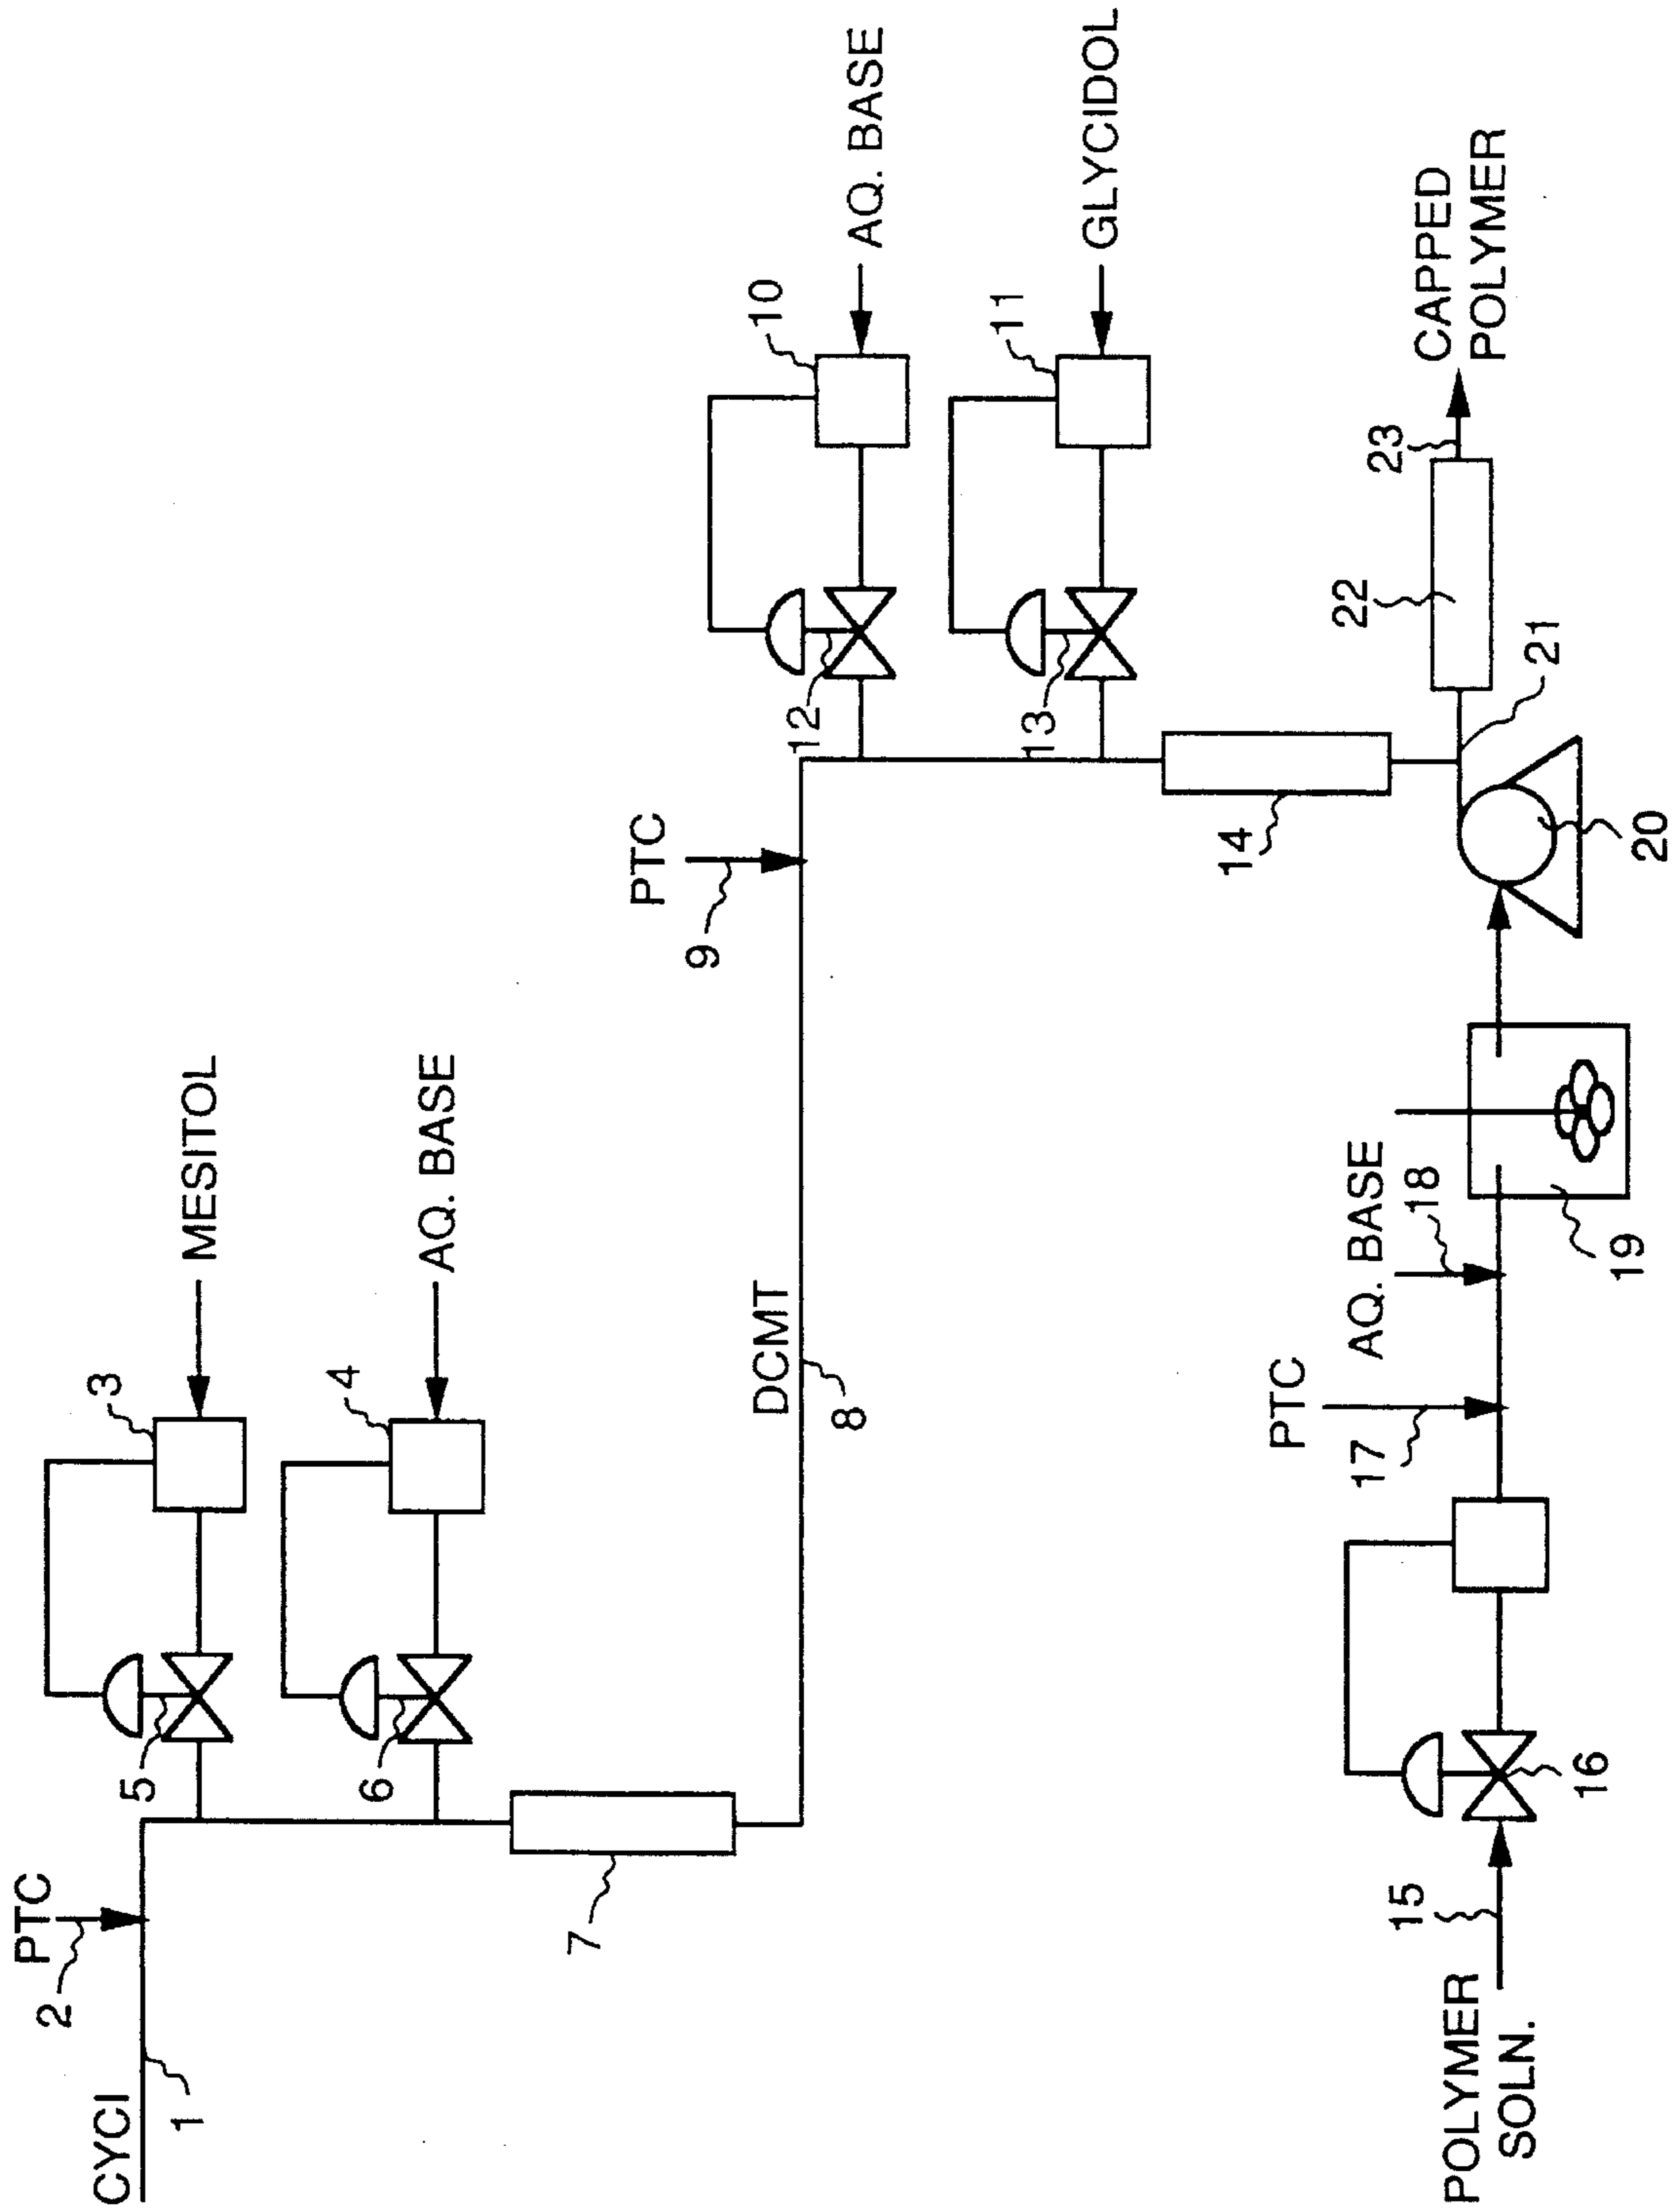 CYCl
1
PTC
2
MESITOL
3
5
AQ. BASE
4
6
7
DCMT
8
PTC
9
AQ. BASE
10
12
GLYCIDOL
11
13
14
POLYMER
SOLN.
15
16
PTC
17
AQ. BASE
18
19
20
21
22
23
CAPPED
POLYMER